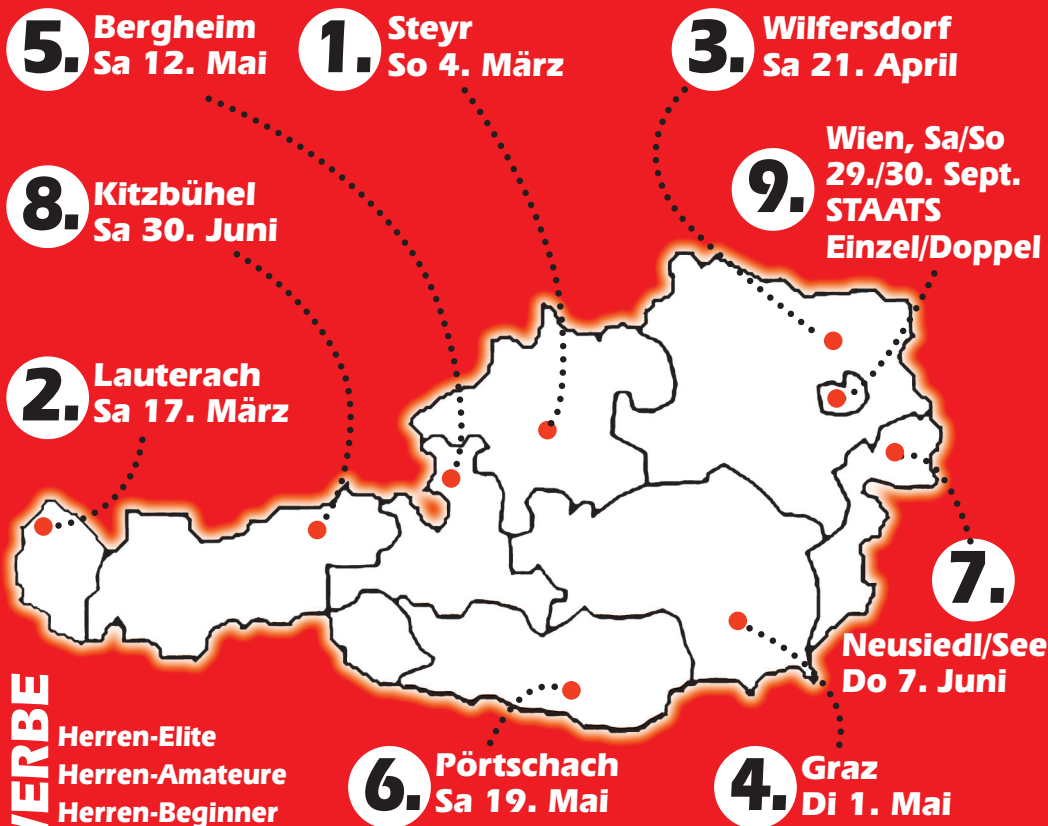 5. Bergheim
Sa 12. Mai
1. Steyr
So 4. März
3. Wilfersdorf
Sa 21. April
8. Kitzbühel
Sa 30. Juni
9. Wien, Sa/So
29./30. Sept.
STAATS
Einzel/Doppel
2. Lauterach
Sa 17. März
7.
Neusiedl/See
Do 7. Juni
6. Pörtschach
Sa 19. Mai
4. Graz
Di 1. Mai
Herren-Elite
Herren-Amateure
Herren-Beginner